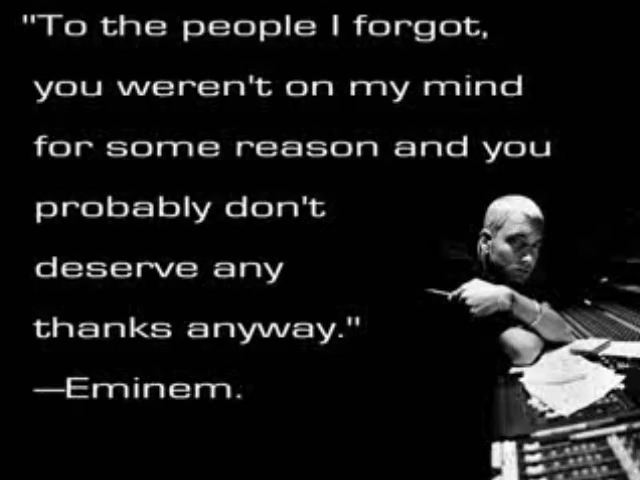 "To the people I forgot,
you weren't on my mind
for some reason and you
probably don't
deserve any
thanks anyway."
—Eminem.